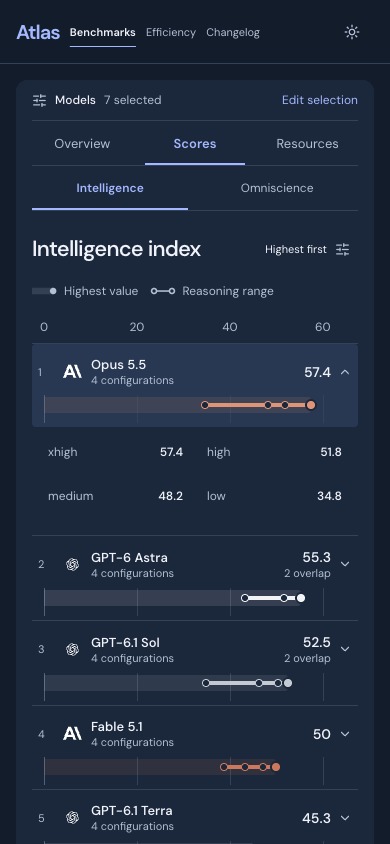 Atlas Benchmarks Efficiency Changelog
Models 7 selected Edit selection
Overview Scores Resources
Intelligence Omniscience
Intelligence index Highest first
Highest value Reasoning range
0 20 40 60
1 Opus 5.5 57.4
4 configurations
xhigh 57.4 high 51.8
medium 48.2 low 34.8
2 GPT-6 Astra 55.3
4 configurations 2 overlap
3 GPT-6.1 Sol 52.5
4 configurations 2 overlap
4 Fable 5.1 50
4 configurations
5 GPT-6.1 Terra 45.3
4 configurations